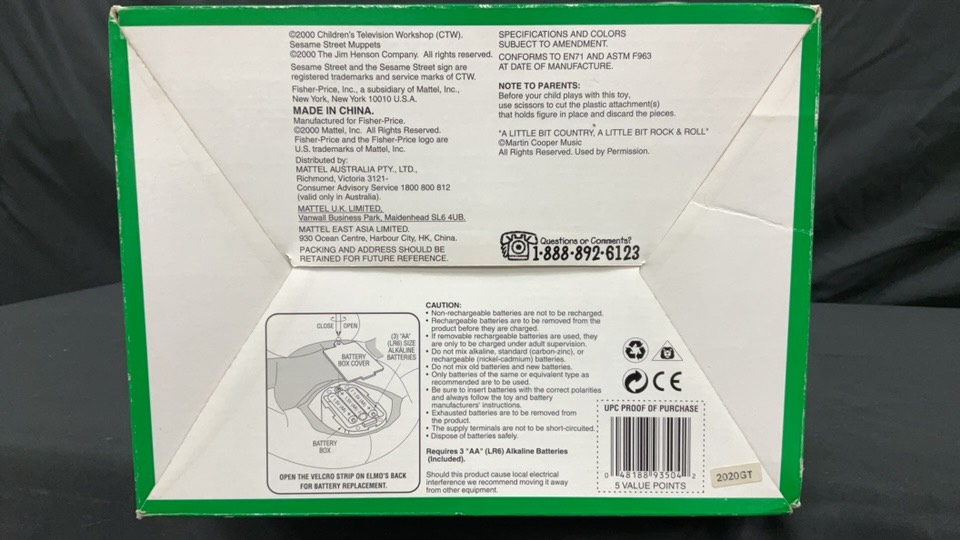 ©2000 Children's Television Workshop (CTW).
Sesame Street Muppets
©2000 The Jim Henson Company. All rights reserved.
Sesame Street and the Sesame Street sign are
registered trademarks and service marks of CTW.
Fisher-Price, Inc., a subsidiary of Mattel, Inc.,
New York, New York 10010 U.S.A.
MADE IN CHINA.
Manufactured for Fisher-Price.
©2000 Mattel, Inc. All Rights Reserved.
Fisher-Price and the Fisher-Price logo are
U.S. trademarks of Mattel, Inc.
Distributed by:
MATTEL AUSTRALIA PTY., LTD.,
Richmond, Victoria 3121-
Consumer Advisory Service 1800 800 812
(valid only in Australia).
MATTEL U.K. LIMITED,
Vanwall Business Park, Maidenhead SL6 4UB.
MATTEL EAST ASIA LIMITED.
930 Ocean Centre, Harbour City, HK, China.
PACKING AND ADDRESS SHOULD BE
RETAINED FOR FUTURE REFERENCE.
SPECIFICATIONS AND COLORS
SUBJECT TO AMENDMENT.
CONFORMS TO EN71 AND ASTM F963
AT DATE OF MANUFACTURE.
NOTE TO PARENTS:
Before your child plays with this toy,
use scissors to cut the plastic attachment(s)
that holds figure in place and discard the pieces.
"A LITTLE BIT COUNTRY, A LITTLE BIT ROCK & ROLL"
©Martin Cooper Music
All Rights Reserved. Used by Permission.
Questions or Comments?
1·888·892·6123
CLOSE OPEN
(3) "AA"
(LR6) SIZE
ALKALINE
BATTERIES
BATTERY
BOX COVER
BATTERY
BOX
OPEN THE VELCRO STRIP ON ELMO'S BACK
FOR BATTERY REPLACEMENT.
CAUTION:
• Non-rechargeable batteries are not to be recharged.
• Rechargeable batteries are to be removed from the
product before they are charged.
• If removable rechargeable batteries are used, they
are only to be charged under adult supervision.
• Do not mix alkaline, standard (carbon-zinc), or
rechargeable (nickel-cadmium) batteries.
• Do not mix old batteries and new batteries.
• Only batteries of the same or equivalent type as
recommended are to be used.
• Be sure to insert batteries with the correct polarities
and always follow the toy and battery
manufacturers' instructions.
• Exhausted batteries are to be removed from
the product.
• The supply terminals are not to be short-circuited.
• Dispose of batteries safely.
Requires 3 "AA" (LR6) Alkaline Batteries
(Included).
Should this product cause local electrical
interference we recommend moving it away
from other equipment.
CE
UPC PROOF OF PURCHASE
0 48188 93504 2
5 VALUE POINTS
2020GT